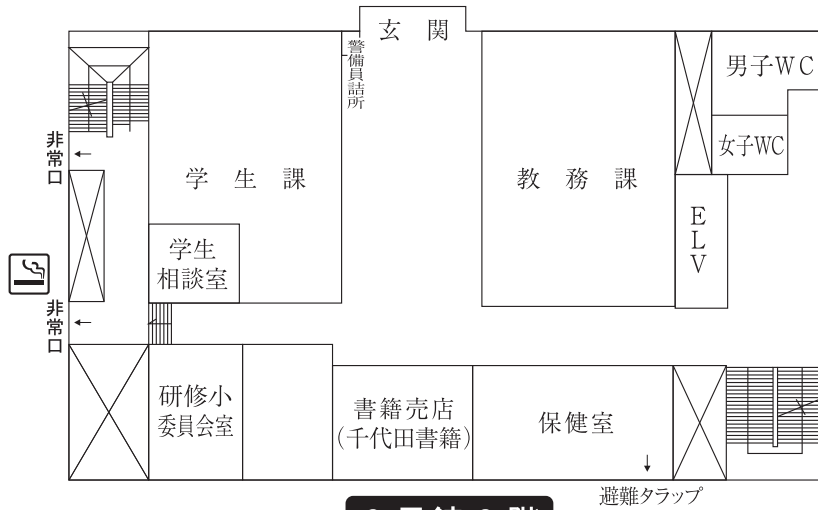 玄関
警備員詰所
男子WC
女子WC
非常口
学生課
教務課
ELV
学生
相談室
非常口
研修小
委員会室
書籍売店
(千代田書籍)
保健室
避難タラップ